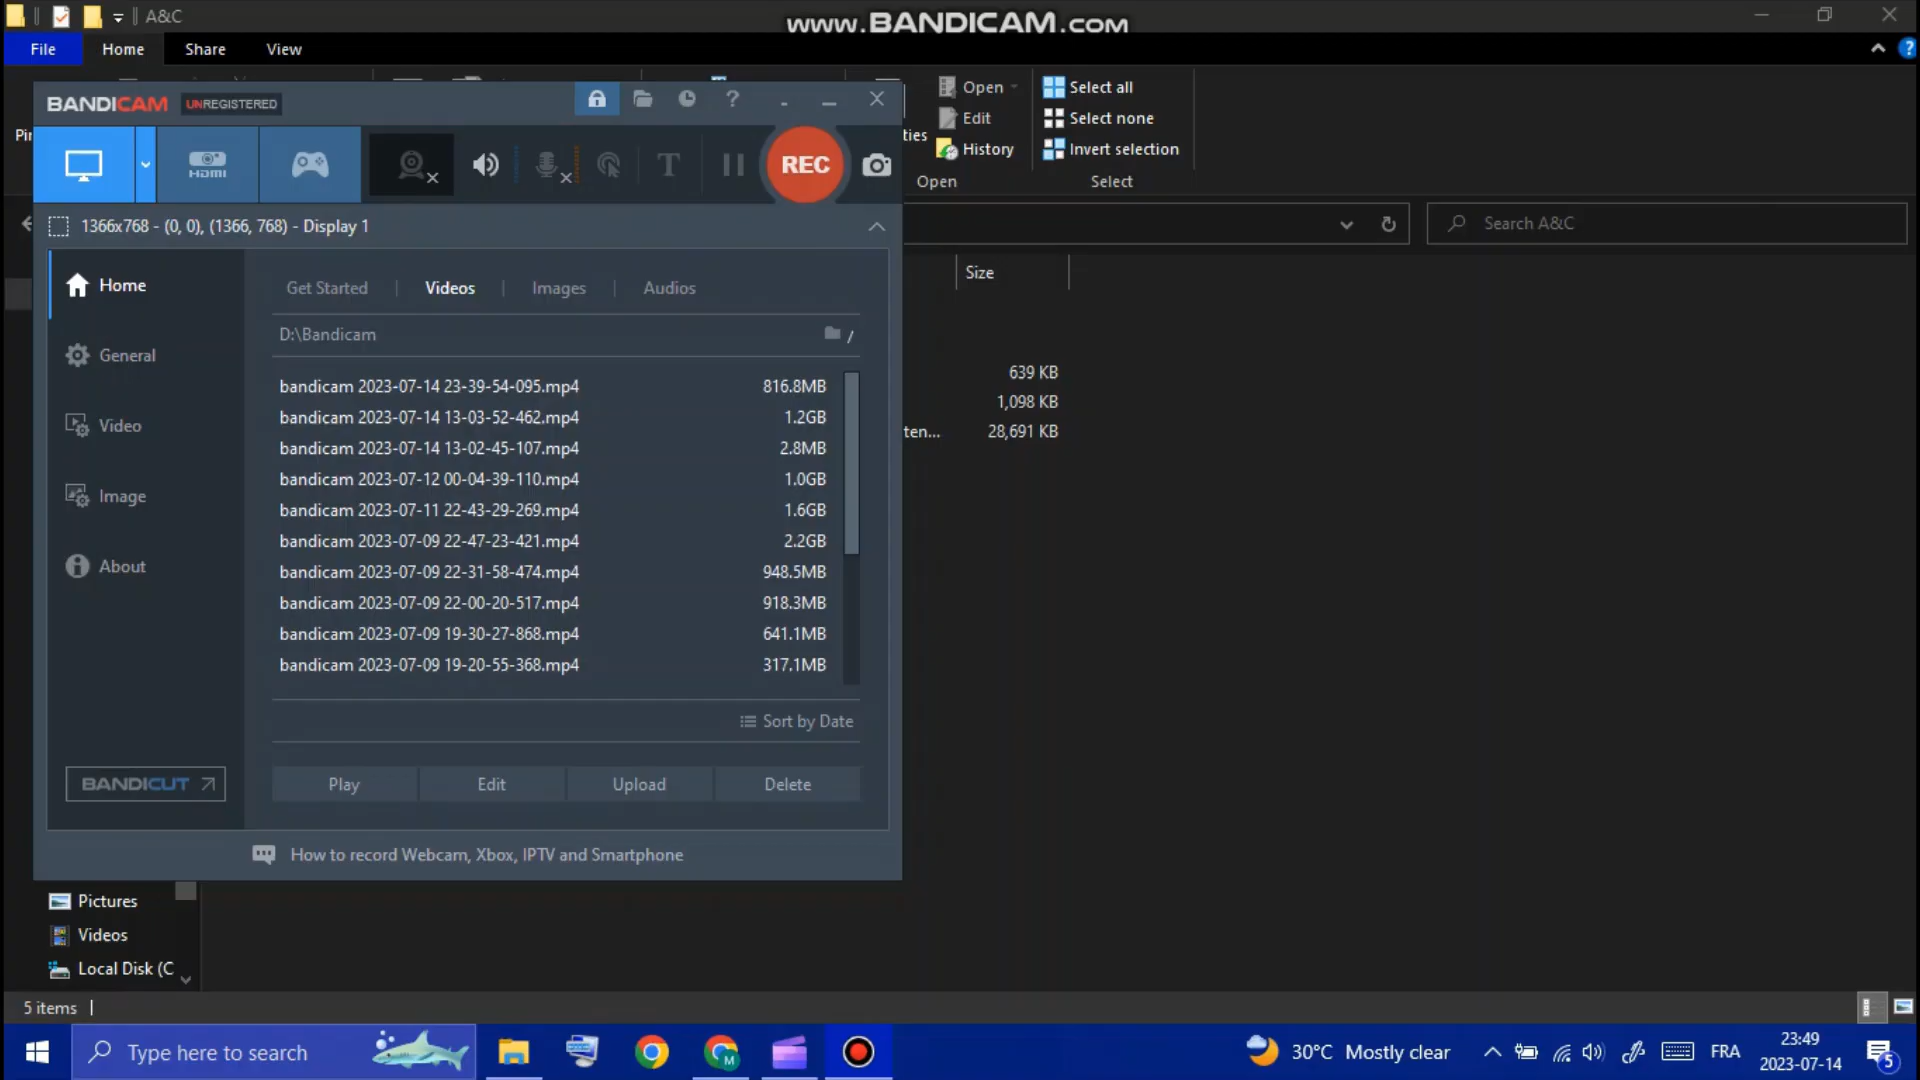 A&C
www.BANDICAM.com
File
Home
Share
View
BANDICAM
UNREGISTERED
HDMI
T
REC
Open
Edit
History
Open
Select all
Select none
Invert selection
Select
1366x768 - (0, 0), (1366, 768) - Display 1
Search A&C
Size
Home
General
Video
Image
About
Get Started
Videos
Images
Audios
D:\Bandicam
bandicam 2023-07-14 23-39-54-095.mp4 816.8MB
bandicam 2023-07-14 13-03-52-462.mp4 1.2GB
bandicam 2023-07-14 13-02-45-107.mp4 2.8MB
bandicam 2023-07-12 00-04-39-110.mp4 1.0GB
bandicam 2023-07-11 22-43-29-269.mp4 1.6GB
bandicam 2023-07-09 22-47-23-421.mp4 2.2GB
bandicam 2023-07-09 22-31-58-474.mp4 948.5MB
bandicam 2023-07-09 22-00-20-517.mp4 918.3MB
bandicam 2023-07-09 19-30-27-868.mp4 641.1MB
bandicam 2023-07-09 19-20-55-368.mp4 317.1MB
639 KB
1,098 KB
ten... 28,691 KB
Sort by Date
BANDICUT
Play
Edit
Upload
Delete
How to record Webcam, Xbox, IPTV and Smartphone
Pictures
Videos
Local Disk (C
5 items
Type here to search
30°C Mostly clear
FRA
23:49
2023-07-14
5